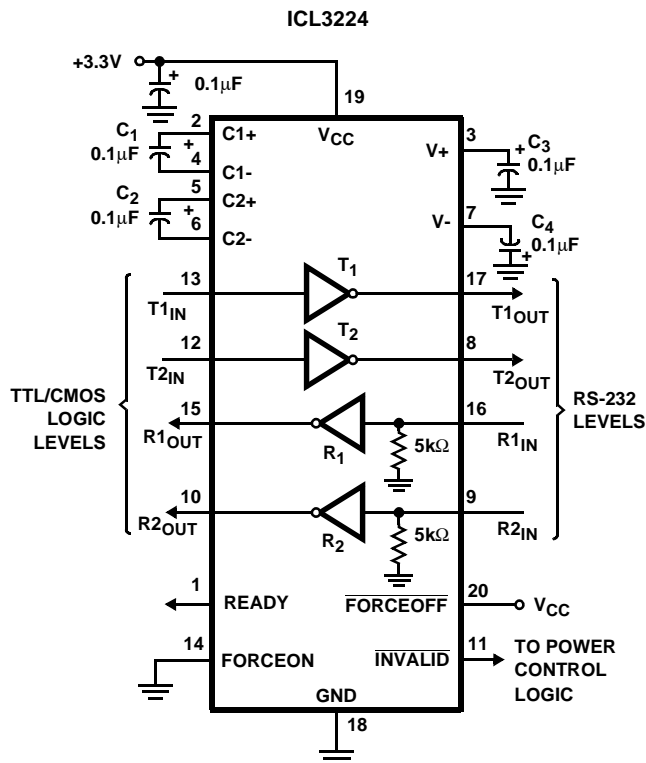 ICL3224
+3.3V
+
0.1µF
19
VCC
2
C1+
C1
0.1µF
+
4
C1-
5
C2+
C2
0.1µF
+
6
C2-
3
V+
+
C3
0.1µF
7
V-
C4
0.1µF
+
13
T1IN
T1
17
T1OUT
12
T2IN
T2
8
T2OUT
TTL/CMOS
LOGIC
LEVELS
RS-232
LEVELS
15
R1OUT
R1
5kΩ
16
R1IN
10
R2OUT
R2
5kΩ
9
R2IN
1
READY
FORCEOFF
20
VCC
14
FORCEON
INVALID
11
TO POWER
CONTROL
LOGIC
GND
18